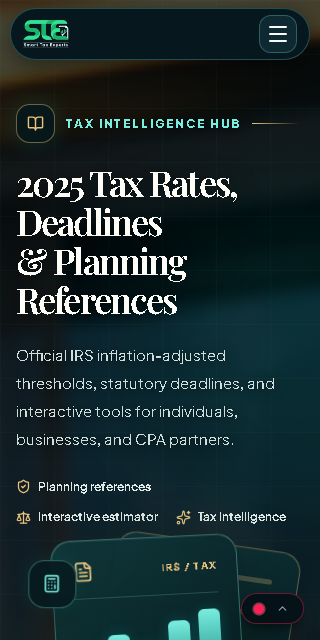 STE
Smart Tax Experts
TAX INTELLIGENCE HUB
2025 Tax Rates,
Deadlines
& Planning
References
Official IRS inflation-adjusted
thresholds, statutory deadlines, and
interactive tools for individuals,
businesses, and CPA partners.
Planning references
Interactive estimator
Tax intelligence
IRS / TAX